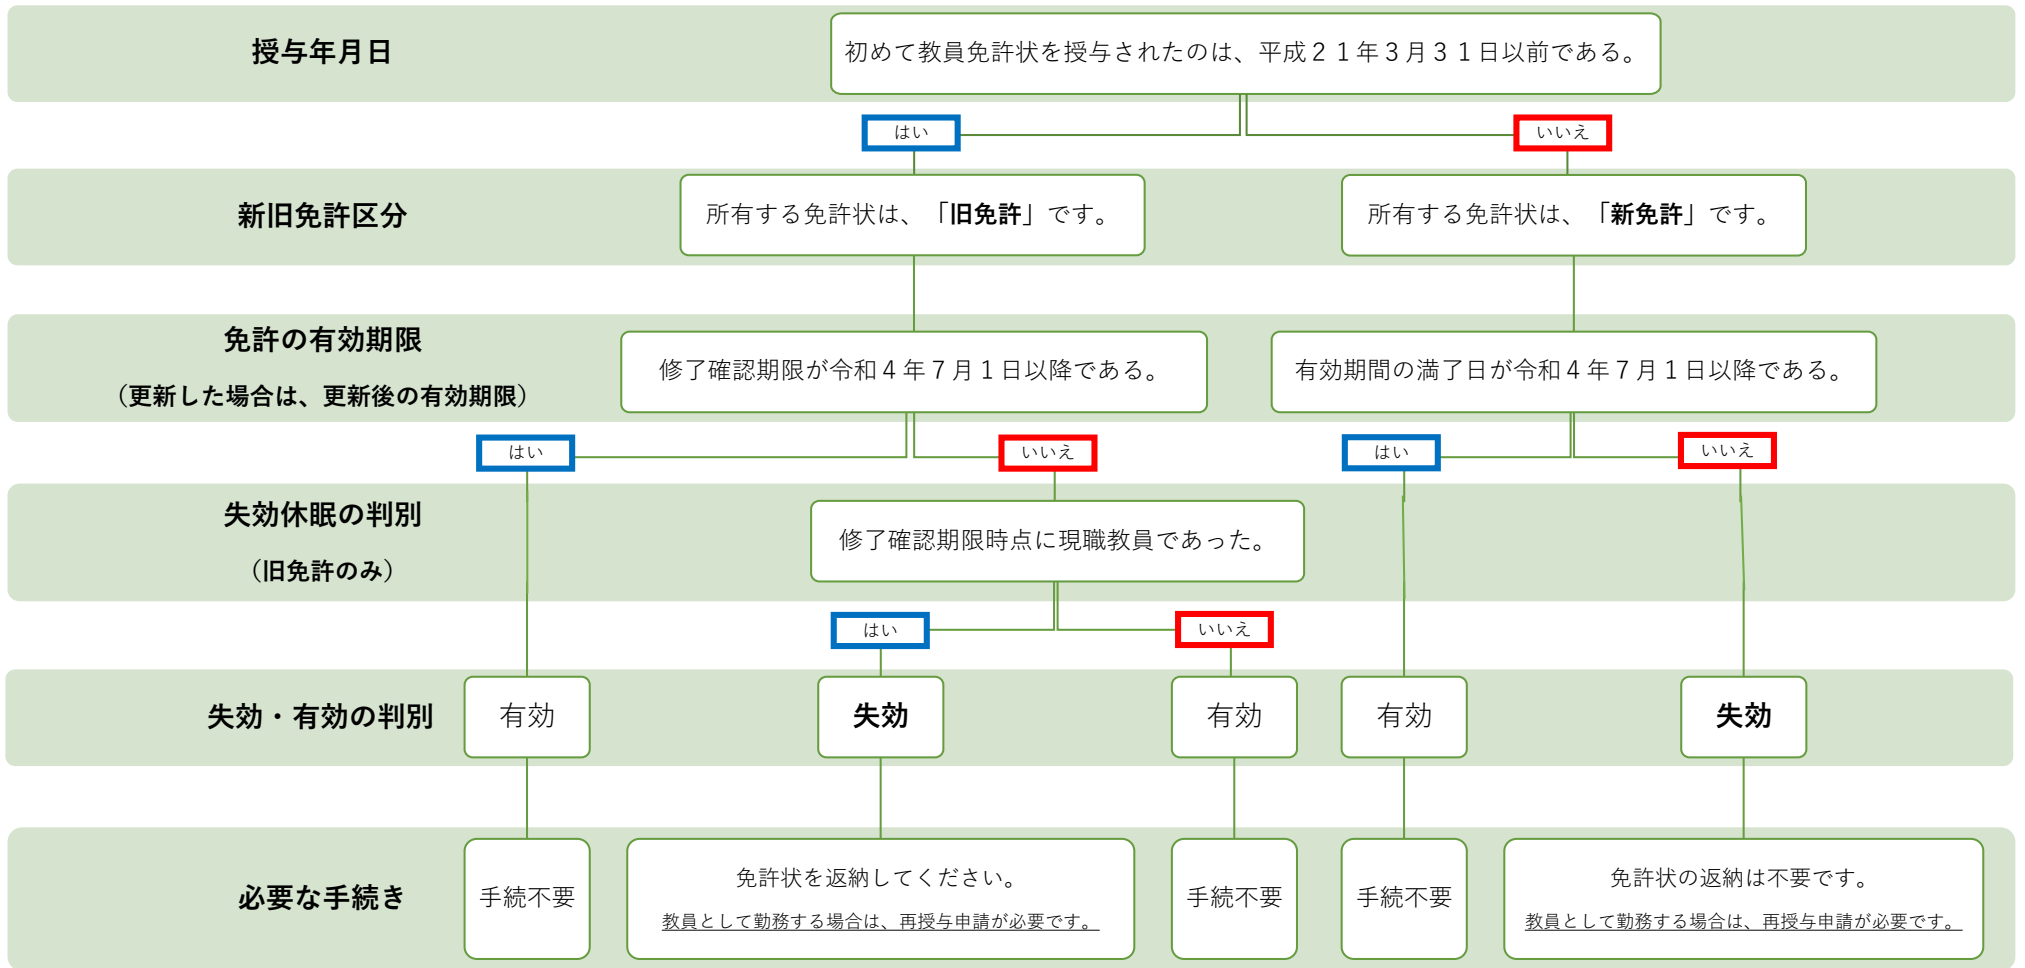 授与年月日
初めて教員免許状を授与されたのは、平成２１年３月３１日以前である。
はい
いいえ
新旧免許区分
所有する免許状は、「旧免許」です。
所有する免許状は、「新免許」です。
免許の有効期限
（更新した場合は、更新後の有効期限）
修了確認期限が令和４年７月１日以降である。
有効期間の満了日が令和４年７月１日以降である。
はい
いいえ
はい
いいえ
失効休眠の判別
（旧免許のみ）
修了確認期限時点に現職教員であった。
はい
いいえ
失効・有効の判別
有効
失効
有効
有効
失効
必要な手続き
手続不要
免許状を返納してください。
教員として勤務する場合は、再授与申請が必要です。
手続不要
手続不要
免許状の返納は不要です。
教員として勤務する場合は、再授与申請が必要です。